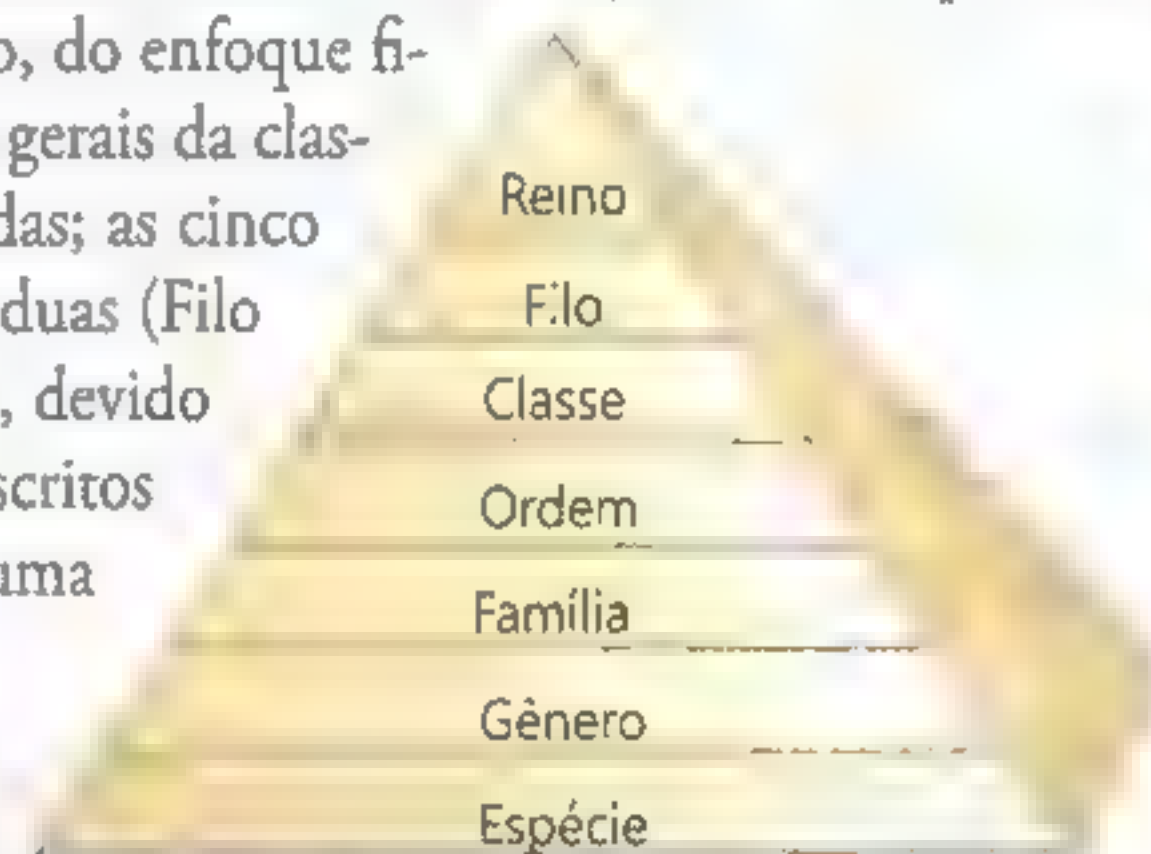 o, do enfoque fi-
gerais da clas-
das; as cinco
duas (Filo
, devido
scritos
uma
Reino
Filo
Classe
Ordem
Família
Gênero
Espécie